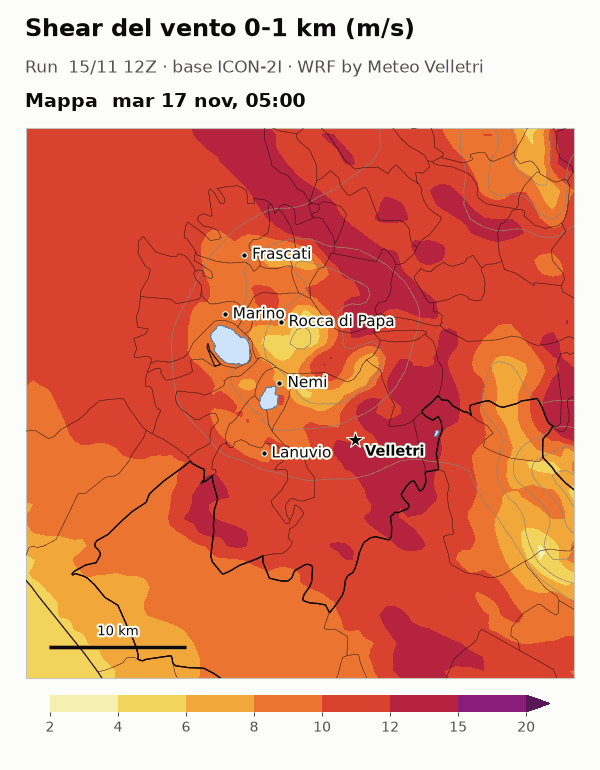 Shear del vento 0-1 km (m/s)
Run  15/11 12Z · base ICON-2I · WRF by Meteo Velletri
Mappa  mar 17 nov, 05:00
Frascati
Marino
Rocca di Papa
Nemi
Velletri
Lanuvio
10 km
2 4 6 8 10 12 15 20